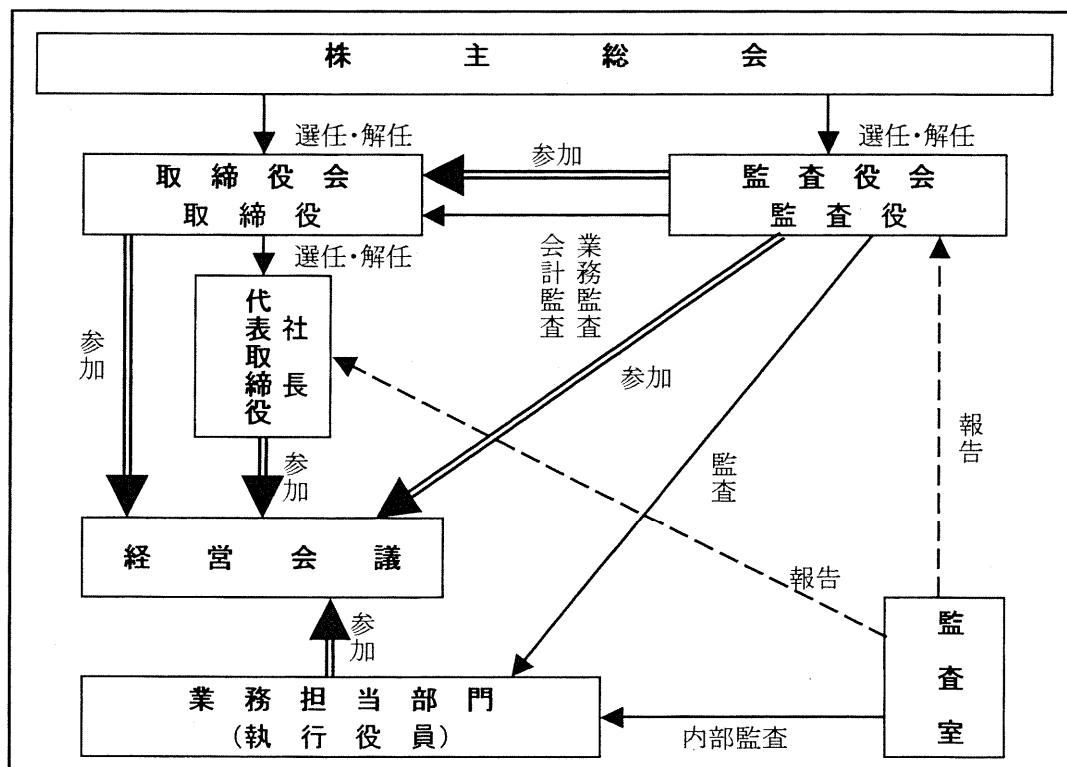 株主総会
選任・解任
選任・解任
取締役会
取締役
参加
監査役会
監査役
選任・解任
業務監査
会計監査
代表取締役
社長
参加
参加
参加
監査
報告
経営会議
報告
参加
監査室
業務担当部門
(執行役員)
内部監査